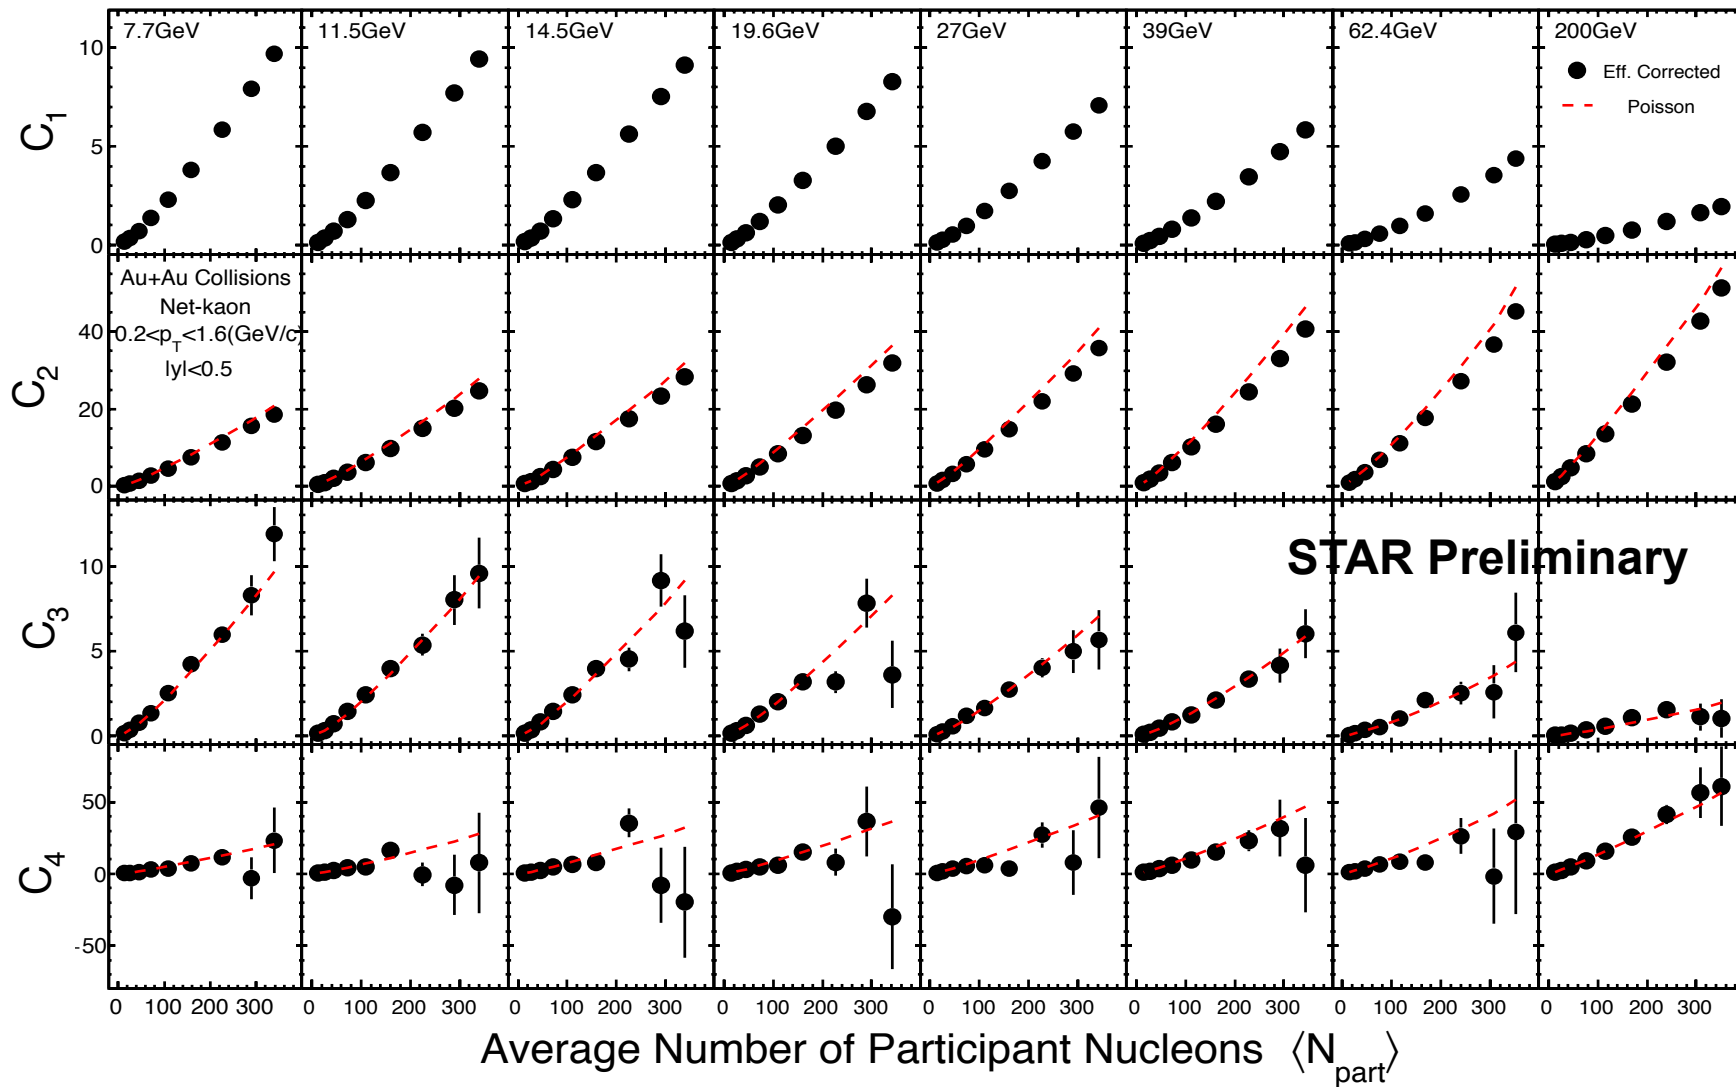 7.7GeV 11.5GeV 14.5GeV 19.6GeV 27GeV 39GeV 62.4GeV 200GeV
Eff. Corrected
Poisson
C1
10
5
0
Au+Au Collisions
Net-kaon
0.2<pT<1.6(GeV/c)
|y|<0.5
C2
40
20
0
STAR Preliminary
C3
10
5
0
C4
50
0
-50
0 100 200 300 0 100 200 300 0 100 200 300 0 100 200 300 0 100 200 300 0 100 200 300 0 100 200 300 0 100 200 300
Average Number of Participant Nucleons ⟨Npart⟩